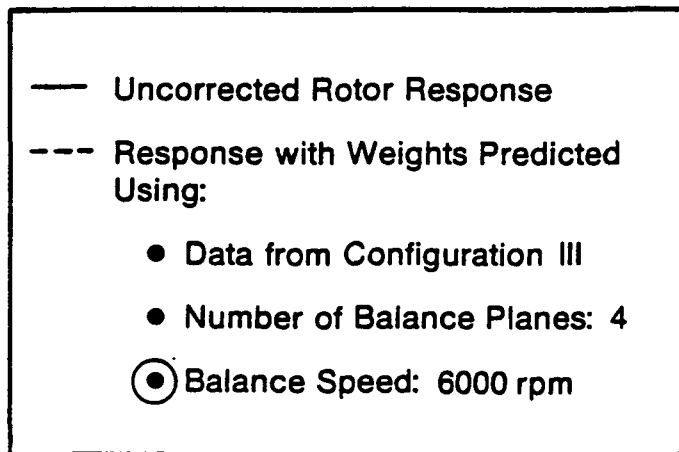 Uncorrected Rotor Response
Response with Weights Predicted
Using:
• Data from Configuration III
• Number of Balance Planes: 4
• Balance Speed: 6000 rpm